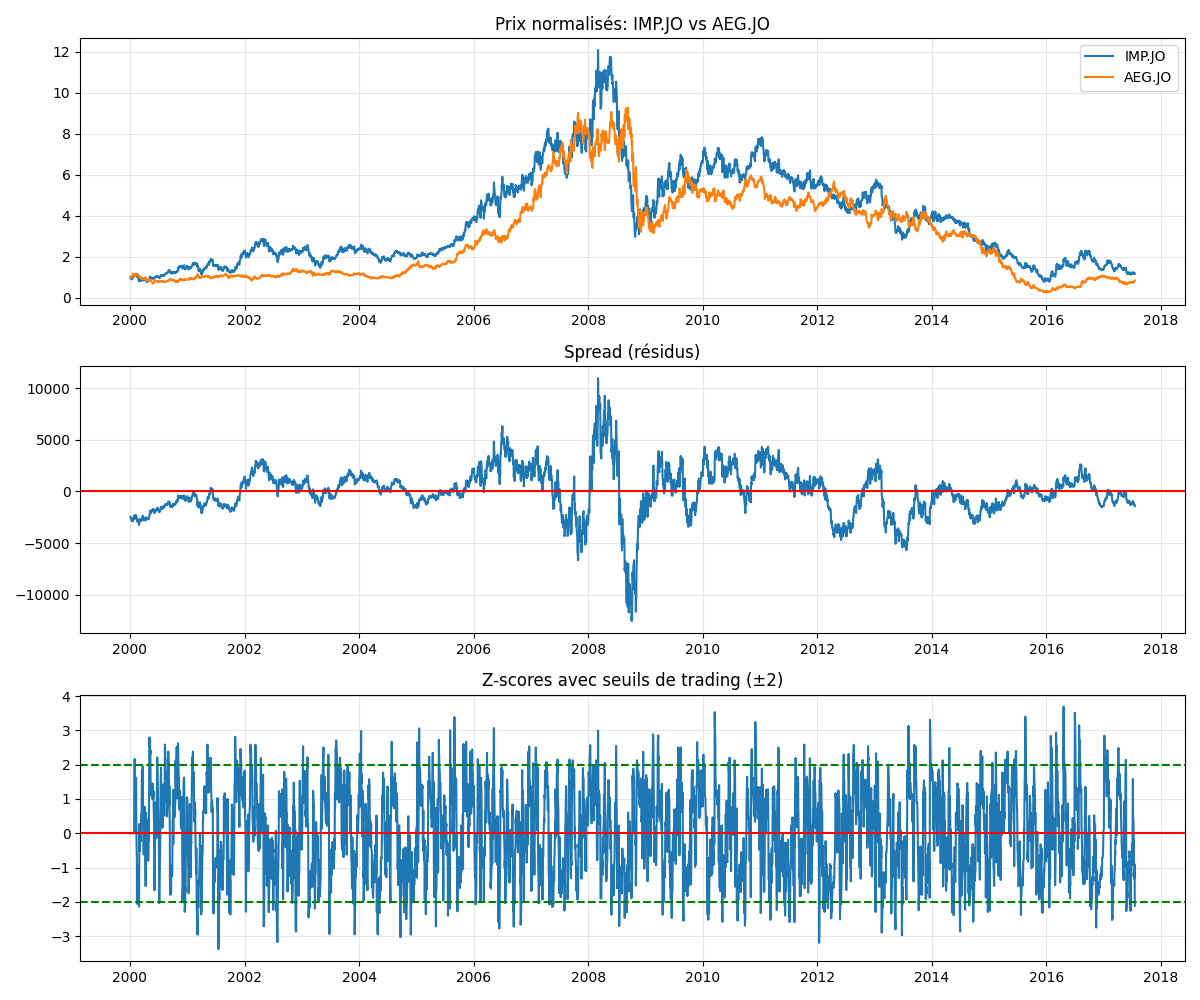 Prix normalisés: IMP.JO vs AEG.JO
IMP.JO
AEG.JO
12
10
8
6
4
2
0
2000 2002 2004 2006 2008 2010 2012 2014 2016 2018
Spread (résidus)
10000
5000
0
−5000
−10000
2000 2002 2004 2006 2008 2010 2012 2014 2016 2018
Z-scores avec seuils de trading (±2)
4
3
2
1
0
−1
−2
−3
2000 2002 2004 2006 2008 2010 2012 2014 2016 2018